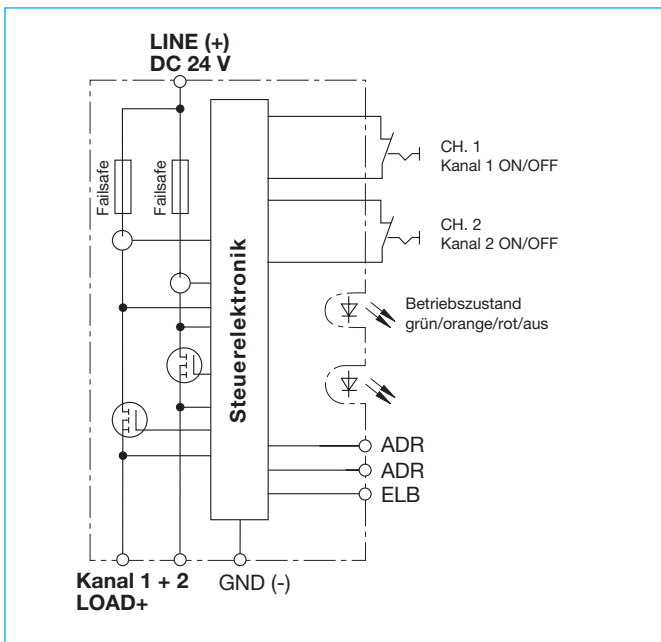 LINE (+)
DC 24 V
Failsafe
Failsafe
Steuerelektronik
CH. 1
Kanal 1 ON/OFF
CH. 2
Kanal 2 ON/OFF
Betriebszustand
grün/orange/rot/aus
ADR
ADR
ELB
Kanal 1 + 2
LOAD+
GND (-)